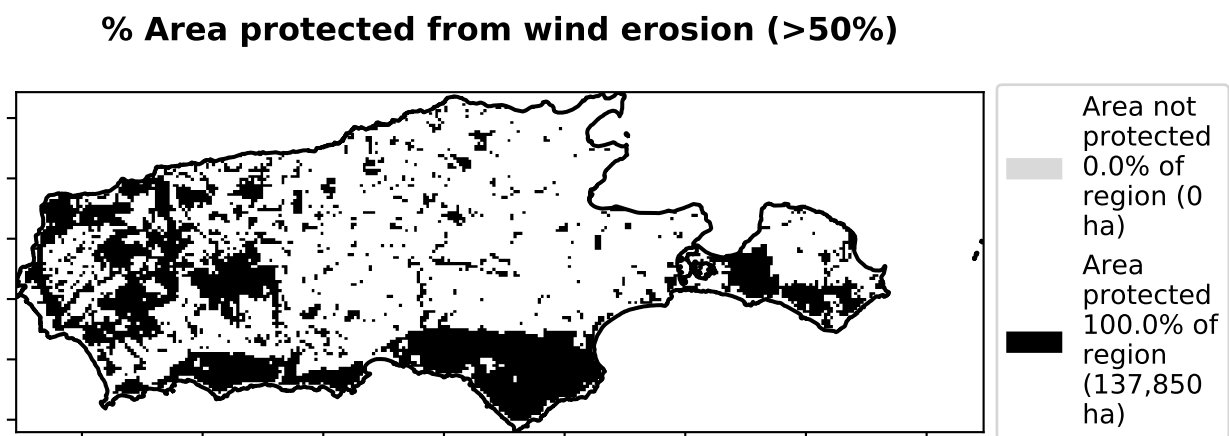 % Area protected from wind erosion (>50%)
Area not
protected
0.0% of
region (0
ha)
Area
protected
100.0% of
region
(137,850
ha)